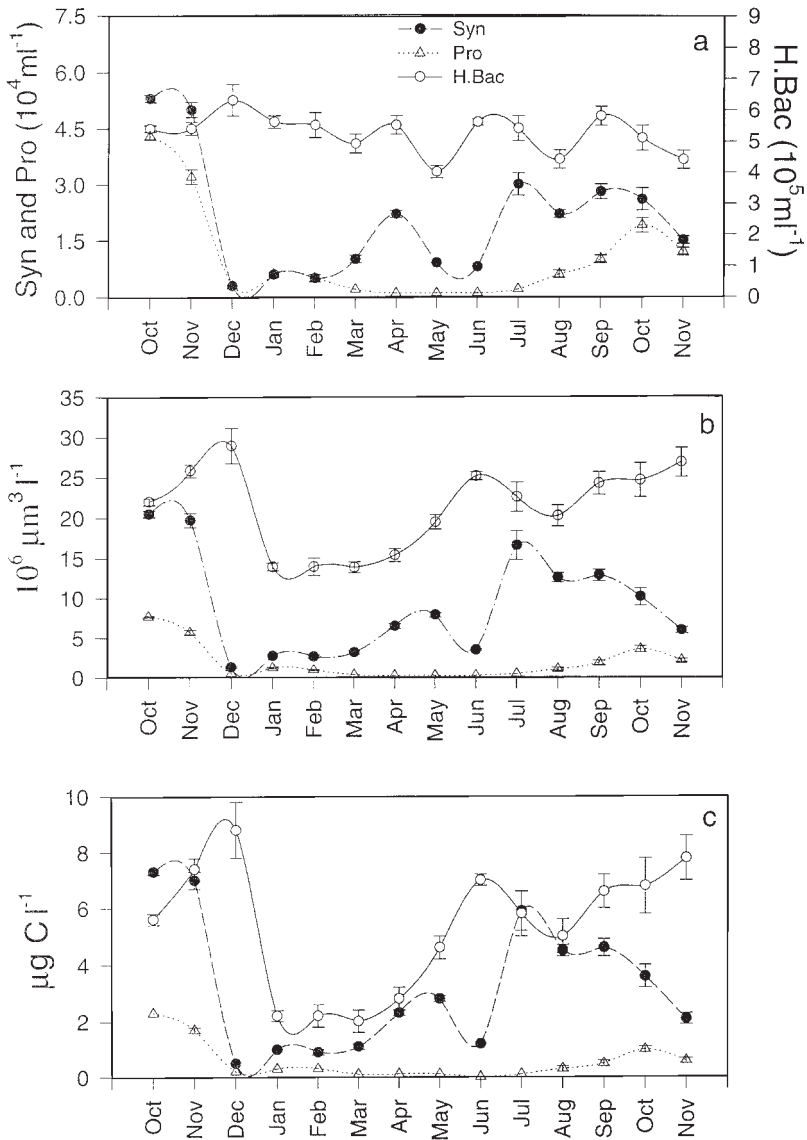 7.5
6.0
4.5
3.0
1.5
0.0
Syn and Pro (10⁴ml⁻¹)
Syn
Pro
H.Bac
a
9
8
7
6
5
4
3
2
1
0
H.Bac (10⁵ml⁻¹)
Oct Nov Dec Jan Feb Mar Apr May Jun Jul Aug Sep Oct Nov
35
30
25
20
15
10
5
0
10⁶ µm³ l⁻¹
b
Oct Nov Dec Jan Feb Mar Apr May Jun Jul Aug Sep Oct Nov
10
8
6
4
2
0
µg C l⁻¹
c
Oct Nov Dec Jan Feb Mar Apr May Jun Jul Aug Sep Oct Nov